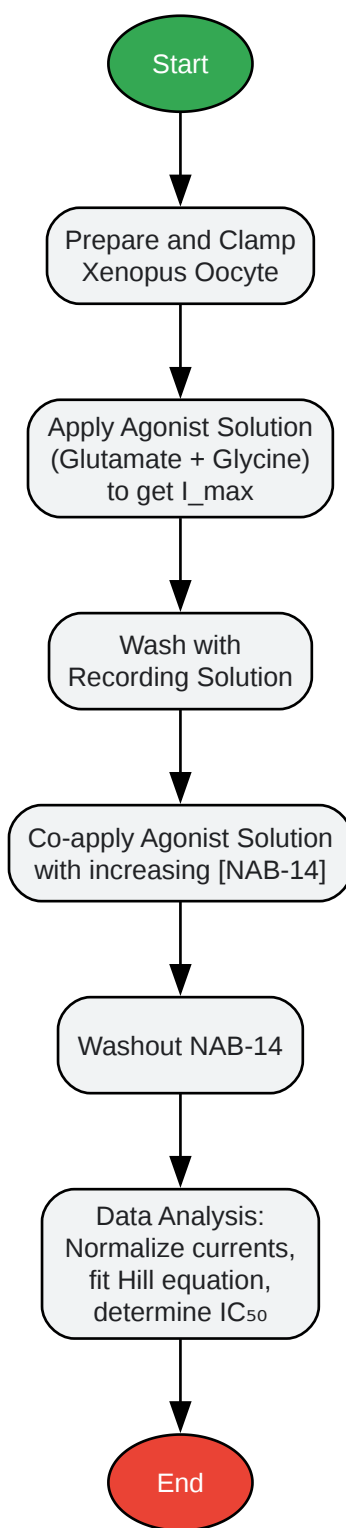 Start
Prepare and Clamp
Xenopus Oocyte
Apply Agonist Solution
(Glutamate + Glycine)
to get I_max
Wash with
Recording Solution
Co-apply Agonist Solution
with increasing [NAB-14]
Washout NAB-14
Data Analysis:
Normalize currents,
fit Hill equation,
determine IC₅₀
End